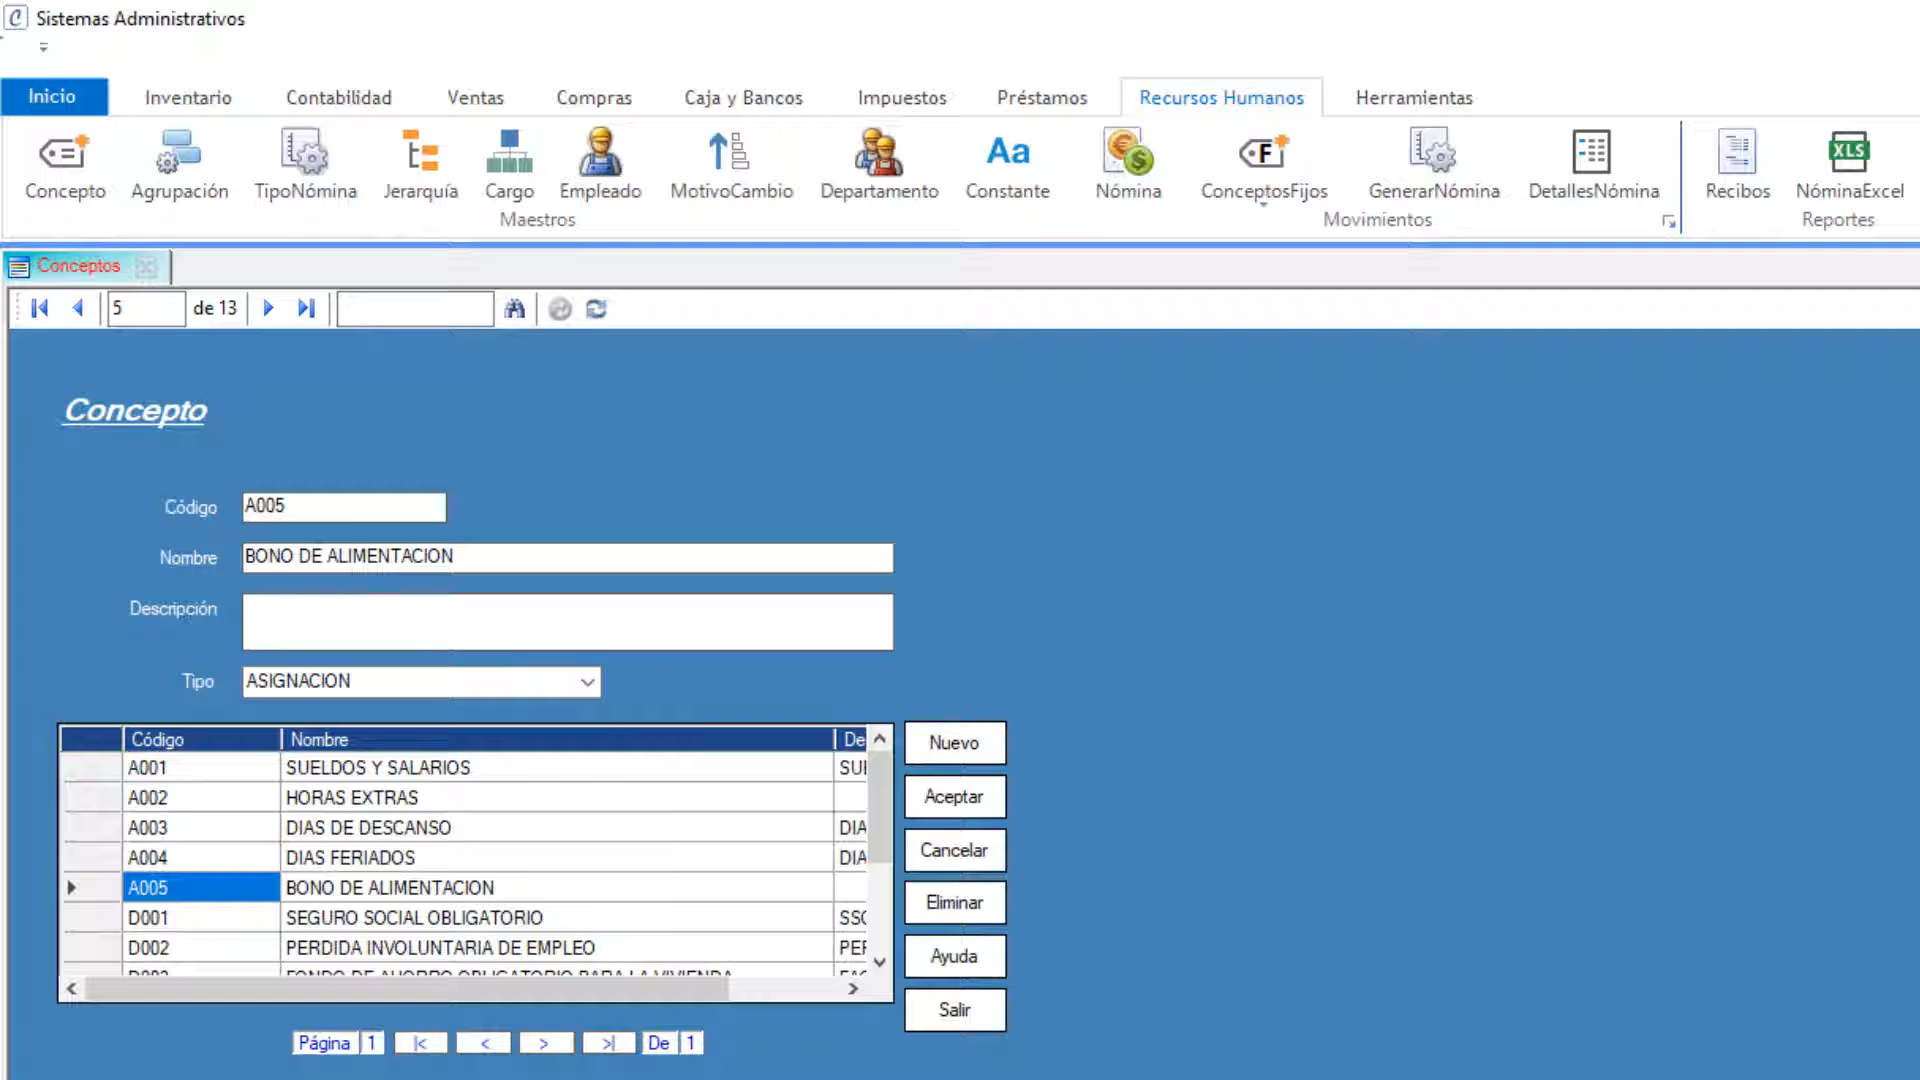 Sistemas Administrativos
Inicio Inventario Contabilidad Ventas Compras Caja y Bancos Impuestos Préstamos Recursos Humanos Herramientas
Concepto Agrupación TipoNómina Jerarquía Cargo Empleado MotivoCambio Departamento Constante Nómina ConceptosFijos GenerarNómina DetallesNómina Recibos NóminaExcel
Maestros Movimientos Reportes
Conceptos
5 de 13
Concepto
Código A005
Nombre BONO DE ALIMENTACION
Descripción
Tipo ASIGNACION
Código Nombre De
A001 SUELDOS Y SALARIOS SUE
A002 HORAS EXTRAS
A003 DIAS DE DESCANSO DIA
A004 DIAS FERIADOS DIA
A005 BONO DE ALIMENTACION
D001 SEGURO SOCIAL OBLIGATORIO SSO
D002 PERDIDA INVOLUNTARIA DE EMPLEO PER
D003 FONDO DE AHORRO OBLIGATORIO PARA LA VIVIENDA
Nuevo
Aceptar
Cancelar
Eliminar
Ayuda
Salir
Página 1 |< < > >| De 1